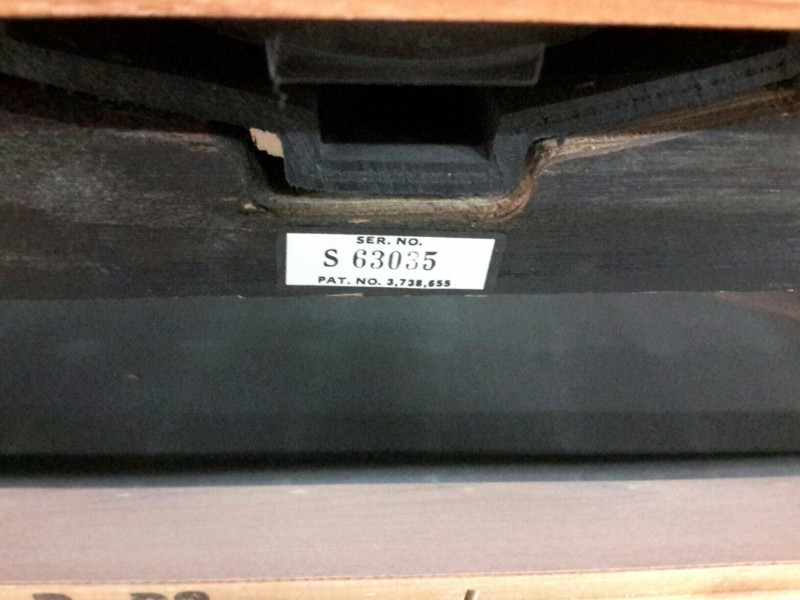 SER. NO.
S 63035
PAT. NO. 3,738,655